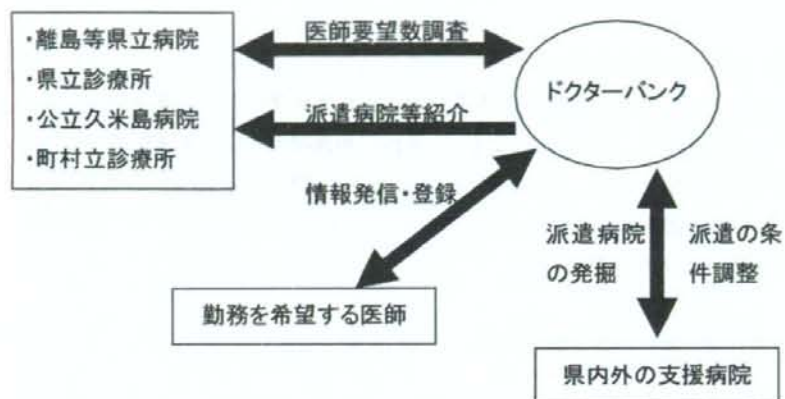 ・離島等県立病院
・県立診療所
・公立久米島病院
・町村立診療所
医師要望数調査
派遣病院等紹介
ドクターバンク
情報発信・登録
派遣病院
の発掘
派遣の条
件調整
勤務を希望する医師
県内外の支援病院